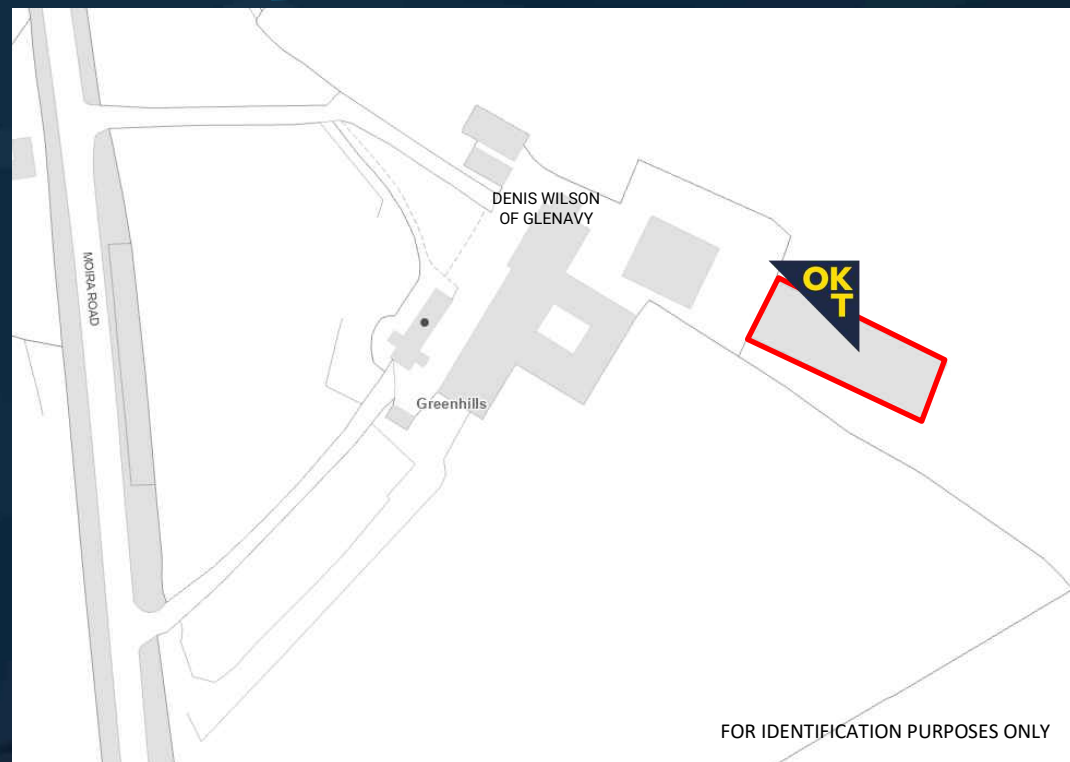 DENIS WILSON
OF GLENAVY
OK
T
MOIRA ROAD
Greenhills
FOR IDENTIFICATION PURPOSES ONLY